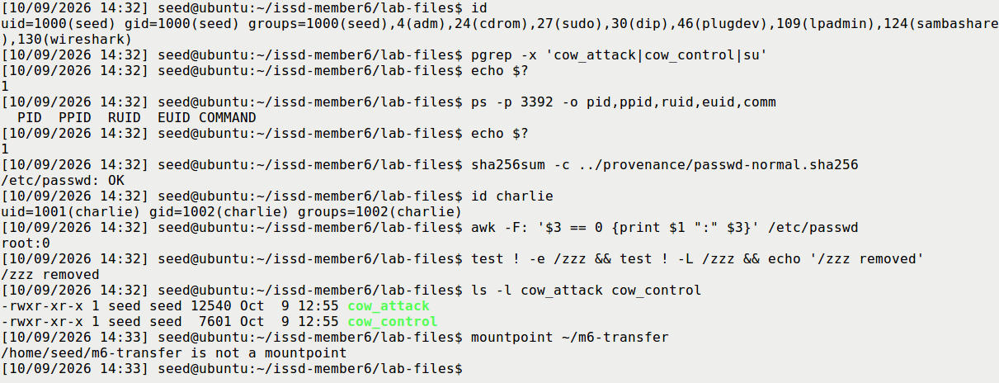 [10/09/2026 14:32] seed@ubuntu:~/issd-member6/lab-files$ id
uid=1000(seed) gid=1000(seed) groups=1000(seed),4(adm),24(cdrom),27(sudo),30(dip),46(plugdev),109(lpadmin),124(sambashare
),130(wireshark)
[10/09/2026 14:32] seed@ubuntu:~/issd-member6/lab-files$ pgrep -x 'cow_attack|cow_control|su'
[10/09/2026 14:32] seed@ubuntu:~/issd-member6/lab-files$ echo $?
1
[10/09/2026 14:32] seed@ubuntu:~/issd-member6/lab-files$ ps -p 3392 -o pid,ppid,ruid,euid,comm
  PID  PPID  RUID  EUID COMMAND
[10/09/2026 14:32] seed@ubuntu:~/issd-member6/lab-files$ echo $?
1
[10/09/2026 14:32] seed@ubuntu:~/issd-member6/lab-files$ sha256sum -c ../provenance/passwd-normal.sha256
/etc/passwd: OK
[10/09/2026 14:32] seed@ubuntu:~/issd-member6/lab-files$ id charlie
uid=1001(charlie) gid=1002(charlie) groups=1002(charlie)
[10/09/2026 14:32] seed@ubuntu:~/issd-member6/lab-files$ awk -F: '$3 == 0 {print $1 ":" $3}' /etc/passwd
root:0
[10/09/2026 14:32] seed@ubuntu:~/issd-member6/lab-files$ test ! -e /zzz && test ! -L /zzz && echo '/zzz removed'
/zzz removed
[10/09/2026 14:32] seed@ubuntu:~/issd-member6/lab-files$ ls -l cow_attack cow_control
-rwxr-xr-x 1 seed seed 12540 Oct  9 12:55 cow_attack
-rwxr-xr-x 1 seed seed  7601 Oct  9 12:55 cow_control
[10/09/2026 14:33] seed@ubuntu:~/issd-member6/lab-files$ mountpoint ~/m6-transfer
/home/seed/m6-transfer is not a mountpoint
[10/09/2026 14:33] seed@ubuntu:~/issd-member6/lab-files$